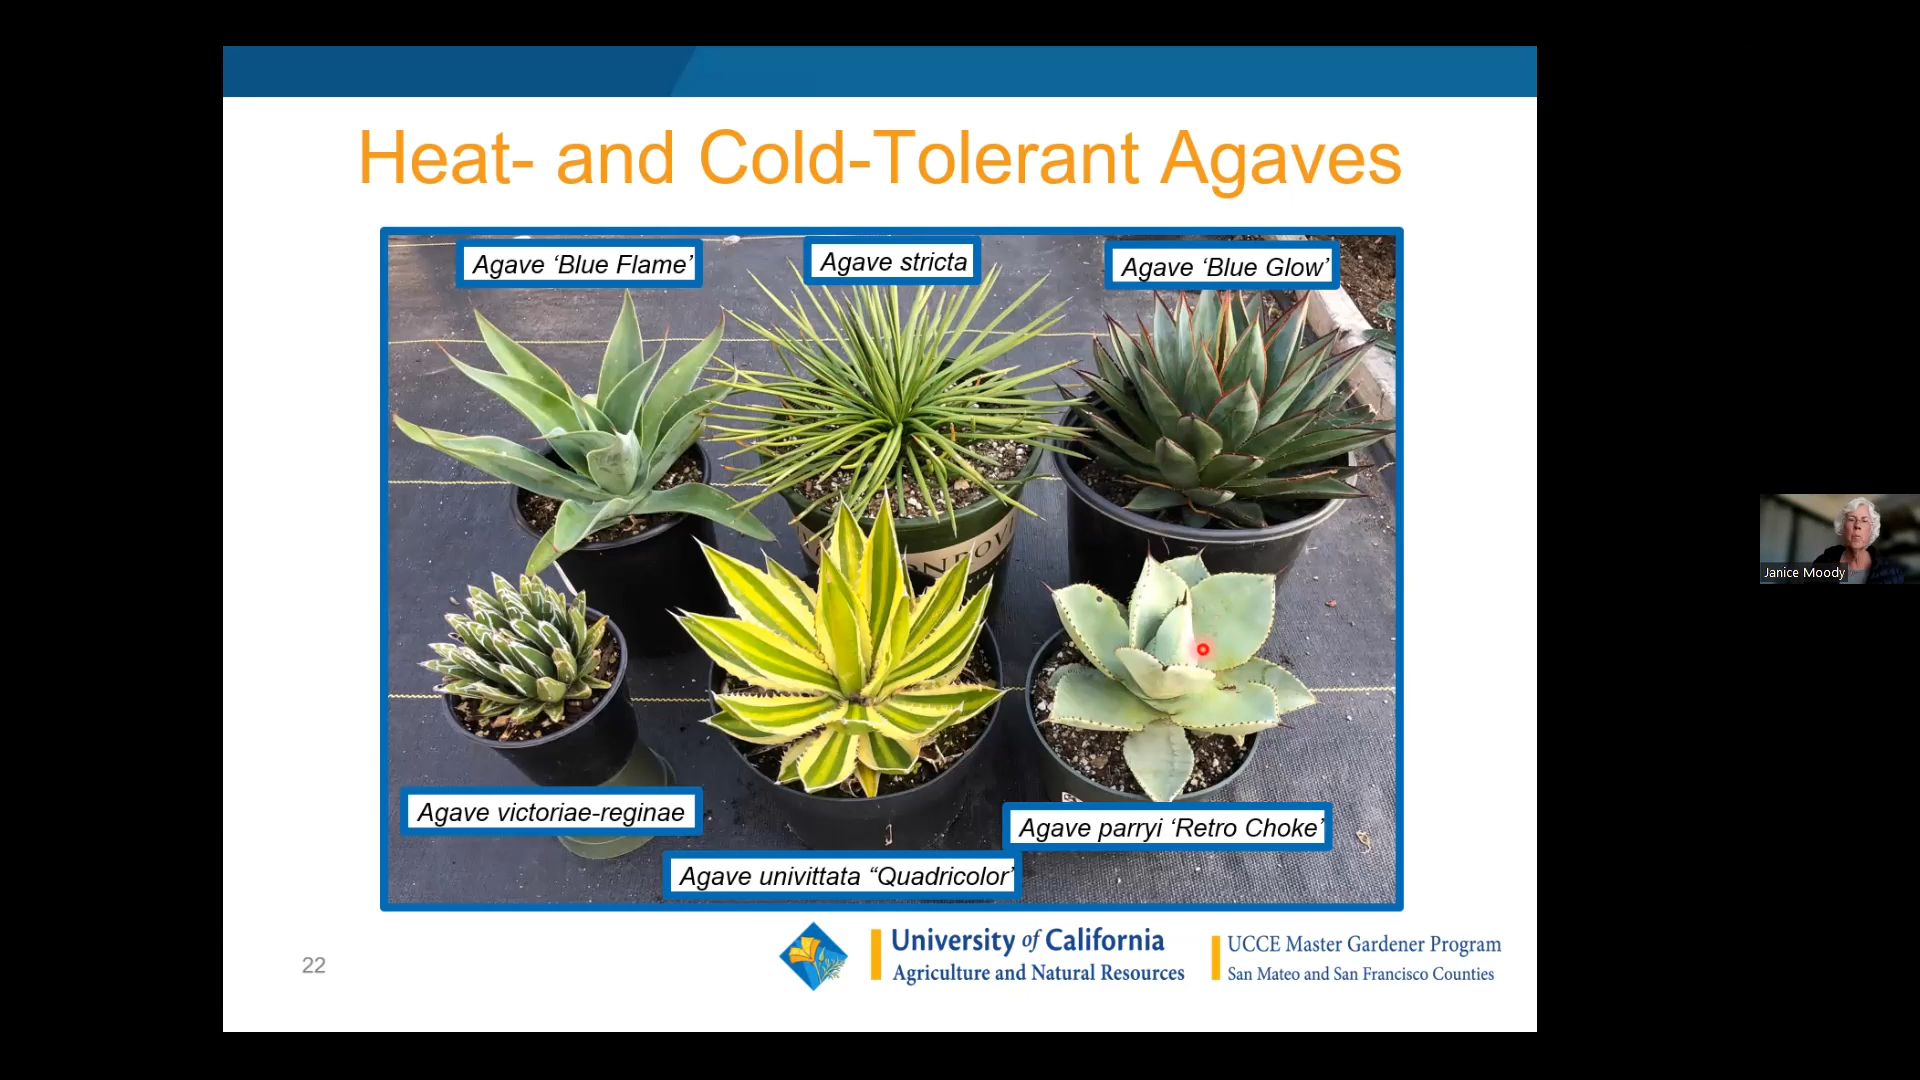 Heat- and Cold-Tolerant Agaves
Agave ‘Blue Flame’
Agave stricta
Agave ‘Blue Glow’
Agave victoriae-reginae
Agave parryi ‘Retro Choke’
Agave univittata “Quadricolor’
22
University of California
Agriculture and Natural Resources
UCCE Master Gardener Program
San Mateo and San Francisco Counties
Janice Moody